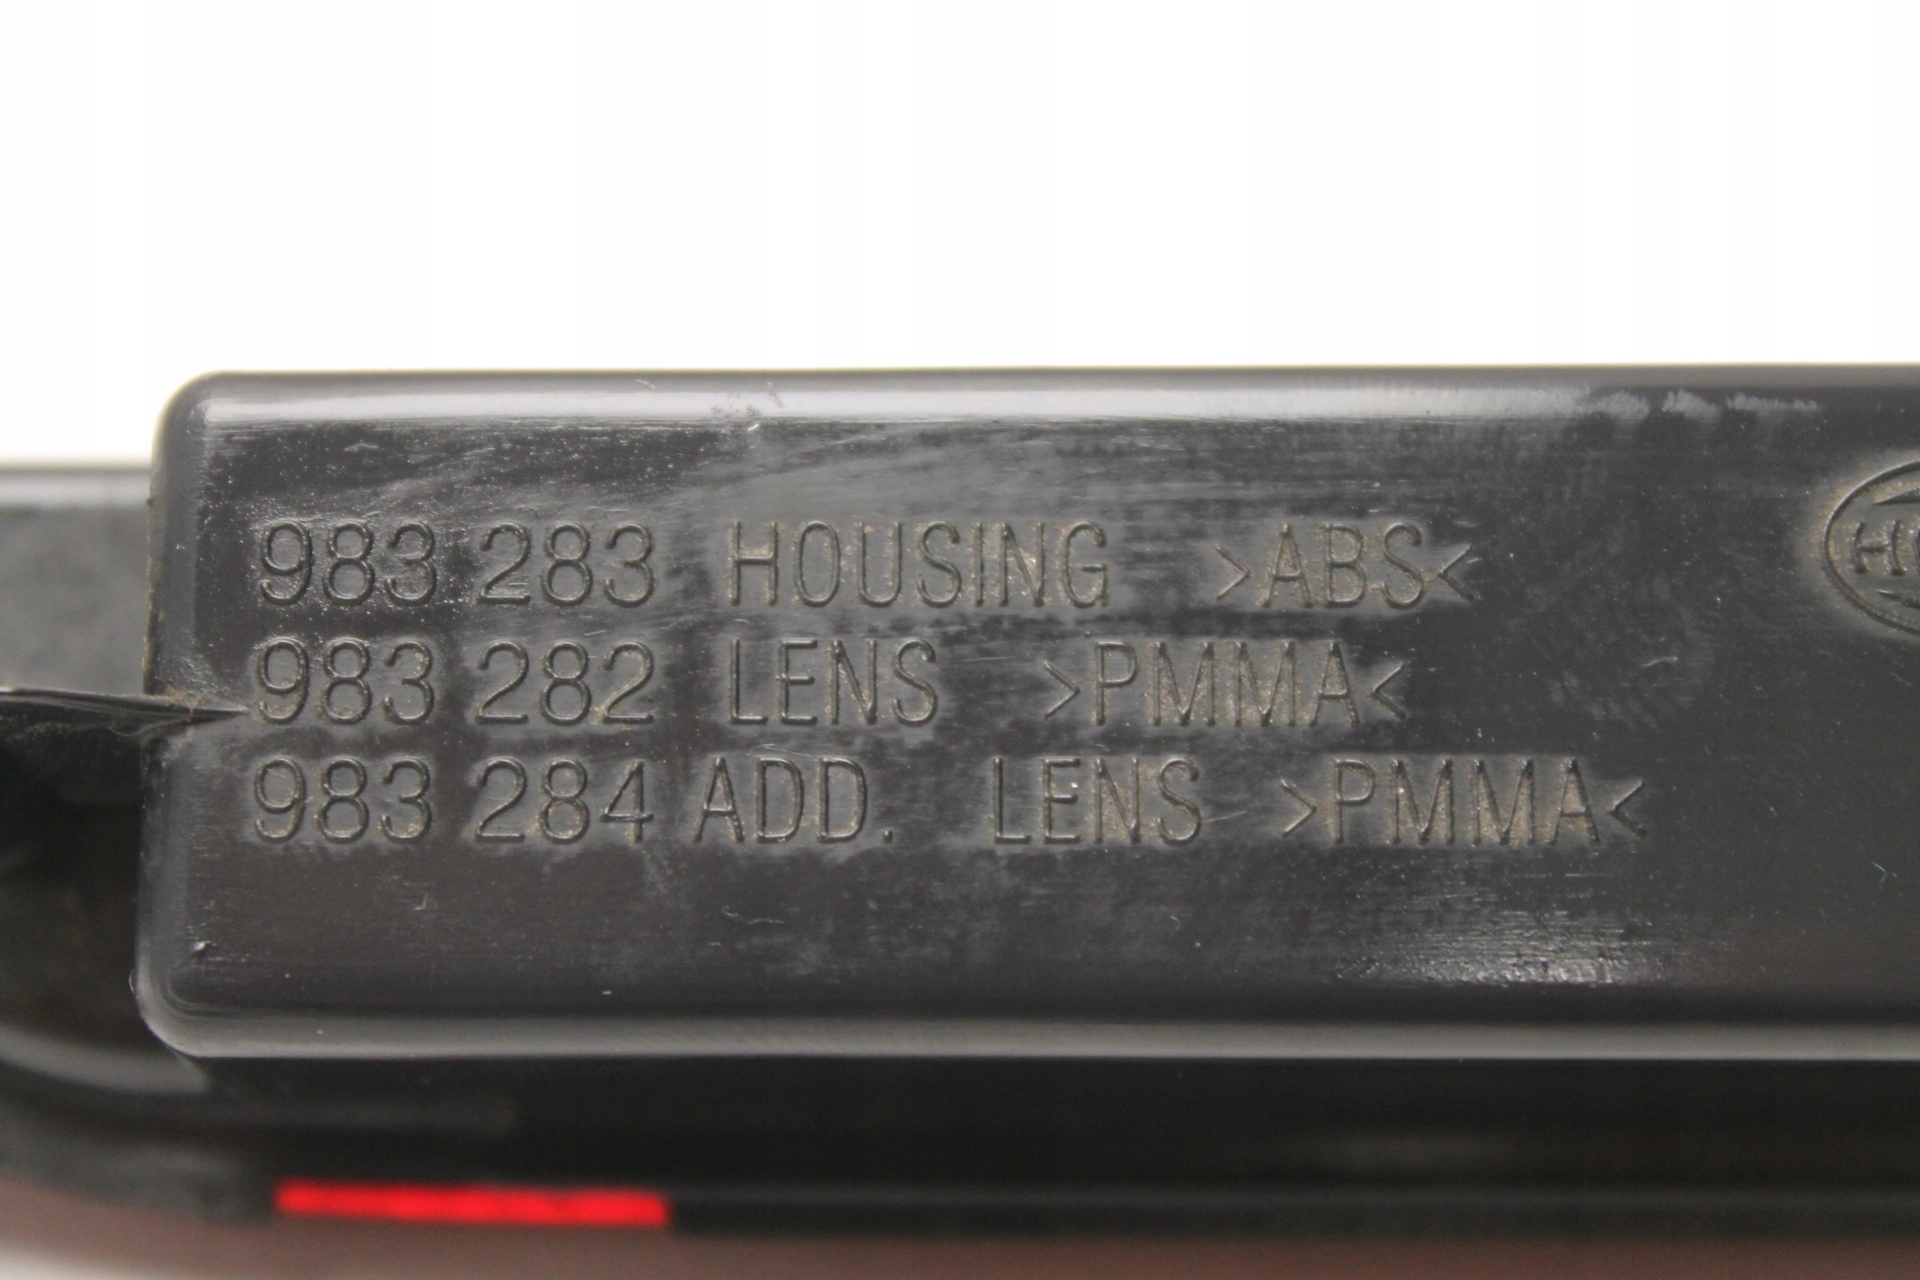 983 283 HOUSING >ABS<
983 282 LENS >PMMA<
983 284 ADD. LENS >PMMA<